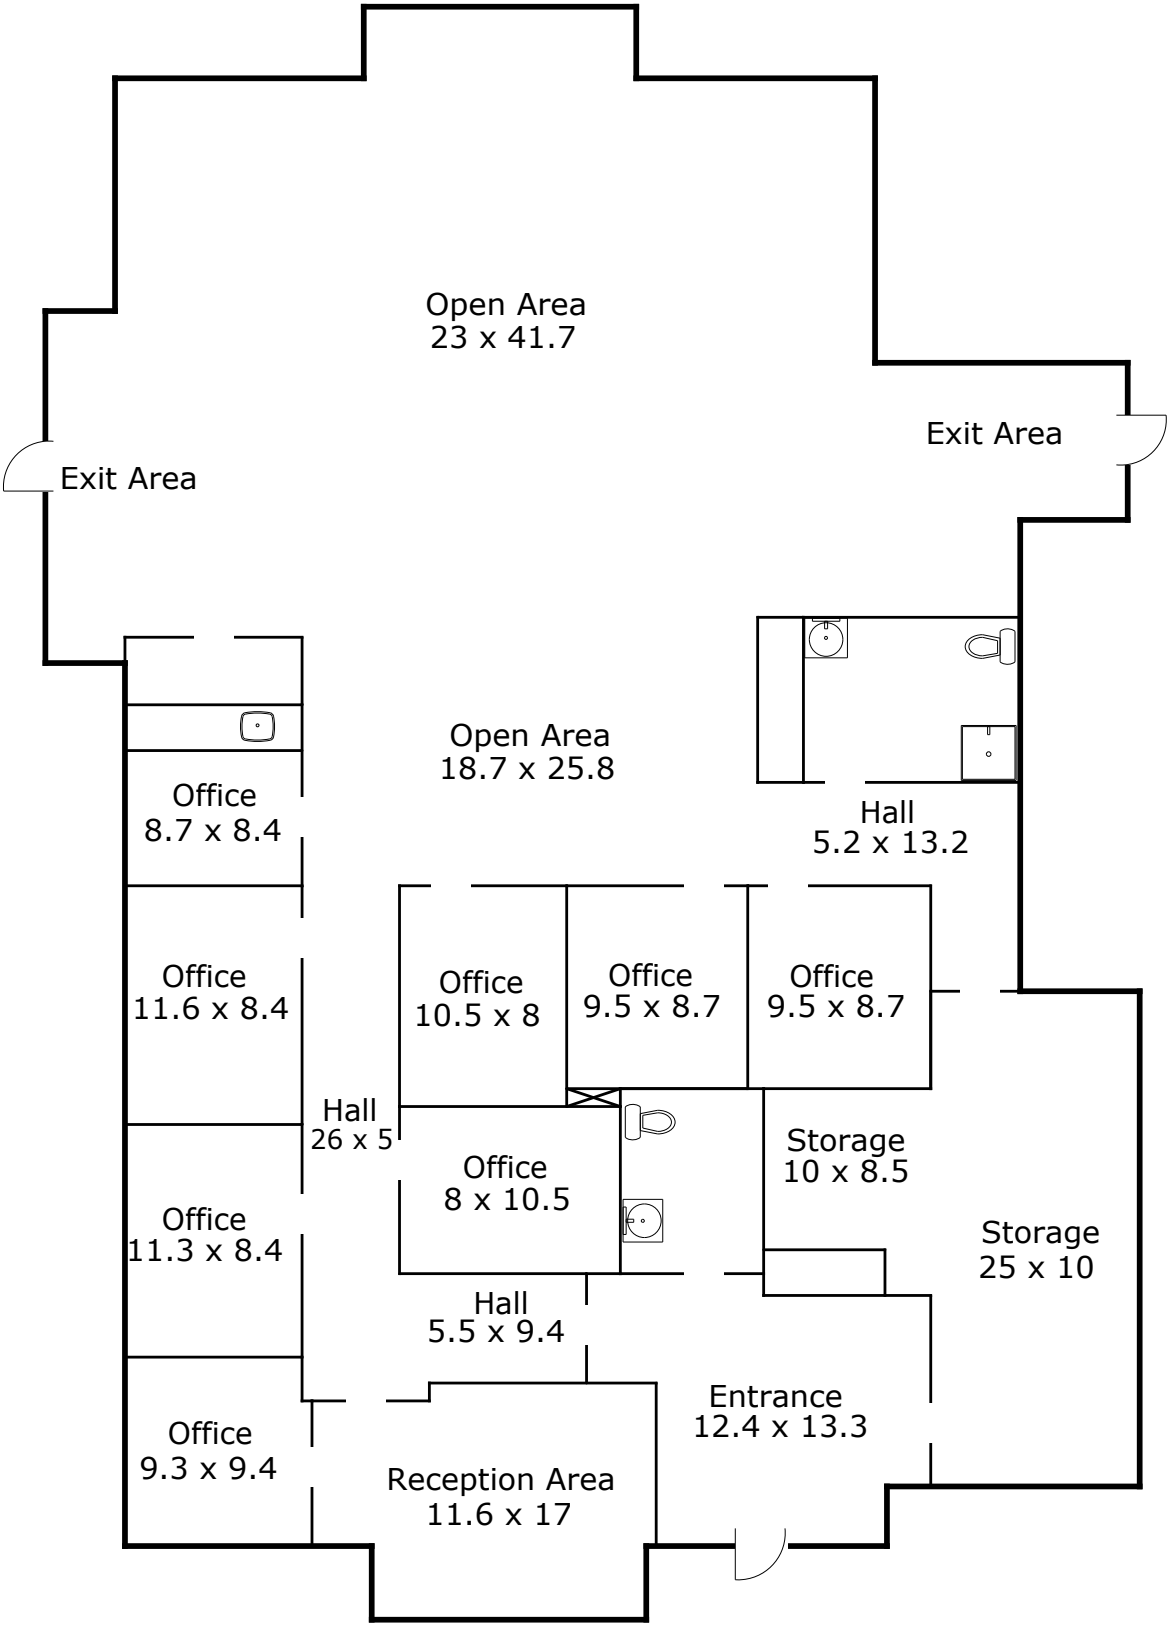 Open Area
23 x 41.7
Exit Area
Exit Area
Open Area
18.7 x 25.8
Office
8.7 x 8.4
Hall
5.2 x 13.2
Office
11.6 x 8.4
Office
10.5 x 8
Office
9.5 x 8.7
Office
9.5 x 8.7
Hall
26 x 5
Office
8 x 10.5
Storage
10 x 8.5
Office
11.3 x 8.4
Storage
25 x 10
Hall
5.5 x 9.4
Entrance
12.4 x 13.3
Office
9.3 x 9.4
Reception Area
11.6 x 17